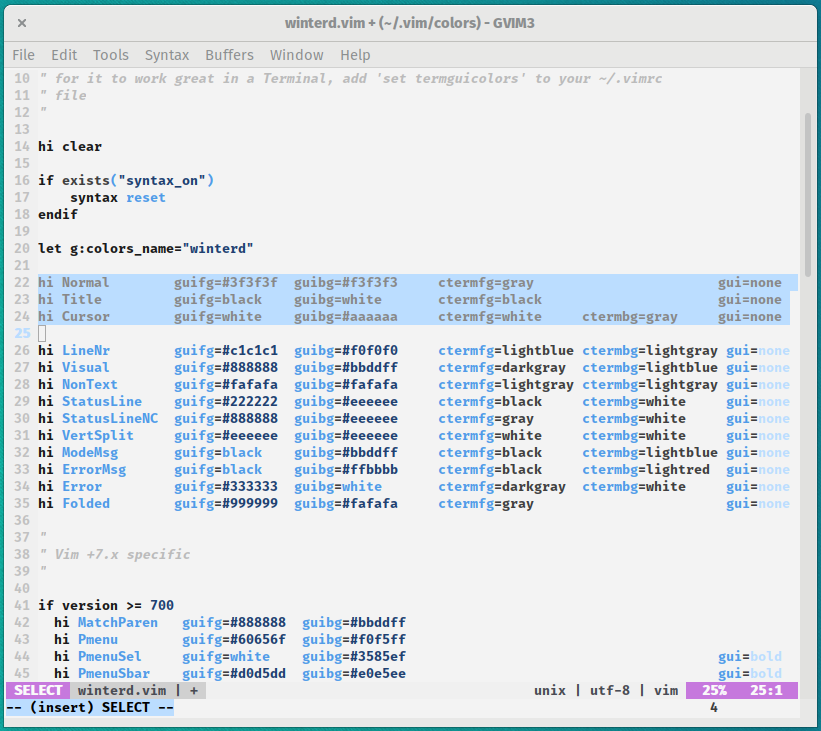 × winterd.vim + (~/.vim/colors) - GVIM3
File Edit Tools Syntax Buffers Window Help
10 " for it to work great in a Terminal, add 'set termguicolors' to your ~/.vimrc
11 " file
12 "
13
14 hi clear
15
16 if exists("syntax_on")
17     syntax reset
18 endif
19
20 let g:colors_name="winterd"
21
22 hi Normal        guifg=#3f3f3f  guibg=#f3f3f3     ctermfg=gray                       gui=none
23 hi Title         guifg=black    guibg=white       ctermfg=black                      gui=none
24 hi Cursor        guifg=white    guibg=#aaaaaa     ctermfg=white     ctermbg=gray     gui=none
25
26 hi LineNr        guifg=#c1c1c1  guibg=#f0f0f0     ctermfg=lightblue ctermbg=lightgray gui=none
27 hi Visual        guifg=#888888  guibg=#bbddff     ctermfg=darkgray  ctermbg=lightblue gui=none
28 hi NonText       guifg=#fafafa  guibg=#fafafa     ctermfg=lightgray ctermbg=lightgray gui=none
29 hi StatusLine    guifg=#222222  guibg=#eeeeee     ctermfg=black     ctermbg=white     gui=none
30 hi StatusLineNC  guifg=#888888  guibg=#eeeeee     ctermfg=gray      ctermbg=white     gui=none
31 hi VertSplit     guifg=#eeeeee  guibg=#eeeeee     ctermfg=white     ctermbg=white     gui=none
32 hi ModeMsg       guifg=black    guibg=#bbddff     ctermfg=black     ctermbg=lightblue gui=none
33 hi ErrorMsg      guifg=black    guibg=#ffbbbb     ctermfg=black     ctermbg=lightred  gui=none
34 hi Error         guifg=#333333  guibg=white       ctermfg=darkgray  ctermbg=white     gui=none
35 hi Folded        guifg=#999999  guibg=#fafafa     ctermfg=gray                        gui=none
36
37 "
38 " Vim +7.x specific
39 "
40
41 if version >= 700
42   hi MatchParen   guifg=#888888  guibg=#bbddff
43   hi Pmenu        guifg=#60656f  guibg=#f0f5ff
44   hi PmenuSel     guifg=white    guibg=#3585ef                                       gui=bold
45   hi PmenuSbar    guifg=#d0d5dd  guibg=#e0e5ee                                       gui=bold
SELECT winterd.vim | + unix | utf-8 | vim 25% 25:1
-- (insert) SELECT -- 4